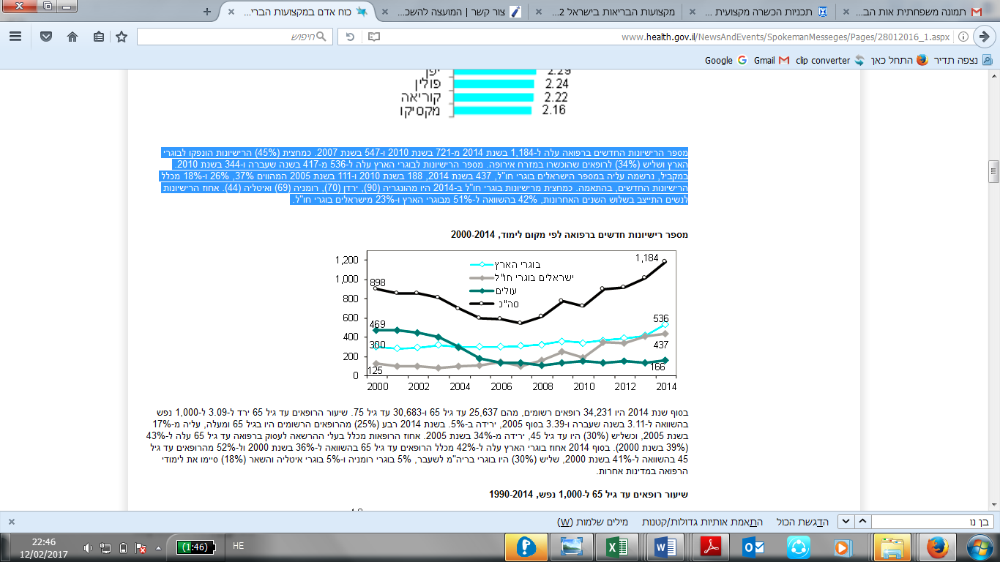 תמונה משפחתית אות הב...
תכניות הכשרה מקצועית ...
מקצועות הבריאות בישראל 2...
צור קשר | המועצה להשכ...
כוח אדם במקצועות הברי...
www.health.gov.il/NewsAndEvents/SpokemanMesseges/Pages/28012016_1.aspx
חיפוש
נצפה תדיר
התחל כאן
clip converter
Gmail
Google
יפן 2.29
פולין 2.24
קוריאה 2.22
מקסיקו 2.16
מספר הרישיונות החדשים ברפואה עלה ל-1,184 בשנת 2014 מ-721 בשנת 2010 ו-547 בשנת 2007. כמחצית (45%) הרישיונות הונפקו לבוגרי
הארץ ושליש (34%) לרופאים שהוכשרו במזרח אירופה. מספר הרישיונות לבוגרי הארץ עלה ל-536 מ-417 בשנה שעברה ו-344 בשנת 2010.
במקביל, נרשמה עליה במספר הישראלים בוגרי חו"ל, 437 בשנת 2014, 188 בשנת 2010 ו-111 בשנת 2005 המהווים 37%, 26% ו-18% מכלל
הרישיונות החדשים, בהתאמה. כמחצית מרישיונות בוגרי חו"ל ב-2014 היו מהונגריה (90), ירדן (70), רומניה (69) ואיטליה (44). אחוז הרישיונות
לנשים התייצב בשלוש השנים האחרונות, 42% בהשוואה ל-51% מבוגרי הארץ ו-23% מישראלים בוגרי חו"ל.
מספר רישיונות חדשים ברפואה לפי מקום לימוד, 2000-2014
1,200
1,000
800
600
400
200
0
בוגרי הארץ
ישראלים בוגרי חו"ל
עולים
סה"כ
898
469
300
125
1,184
536
437
166
2000 2002 2004 2006 2008 2010 2012 2014
בסוף שנת 2014 היו 34,231 רופאים רשומים, מהם 25,637 עד גיל 65 ו-30,683 עד גיל 75. שיעור הרופאים עד גיל 65 ירד ל-3.09 ל-1,000 נפש
בהשוואה ל-3.11 בשנה שעברה ו-3.39 בסוף 2005, ירידה ב-5%. בשנת 2014 רבע (25%) מהרופאים הרשומים היו בגיל 65 ומעלה, עליה מ-17%
בשנת 2005, וכשליש (30%) היו עד גיל 45, ירידה מ-34% בשנת 2005. אחוז הרופאות מכלל בעלי ההרשאה לעסוק ברפואה עד גיל 65 עלה ל-43%
(39% בשנת 2000). בסוף 2014 אחוז בוגרי הארץ עלה ל-42% מכלל הרופאים עד גיל 65 בהשוואה ל-36% בשנת 2000 ול-52% מהרופאים עד גיל
45 בהשוואה ל-41% בשנת 2000, שליש (30%) היו בוגרי בריה"מ לשעבר, 5% בוגרי רומניה ו-5% בוגרי איטליה והשאר (18%) סיימו את לימודי
הרפואה במדינות אחרות.
שיעור רופאים עד גיל 65 ל-1,000 נפש, 1990-2014
בן נו
הדגשת הכול
התאמת אותיות גדולות/קטנות
מילים שלמות (W)
HE
(1:46)
22:46
12/02/2017